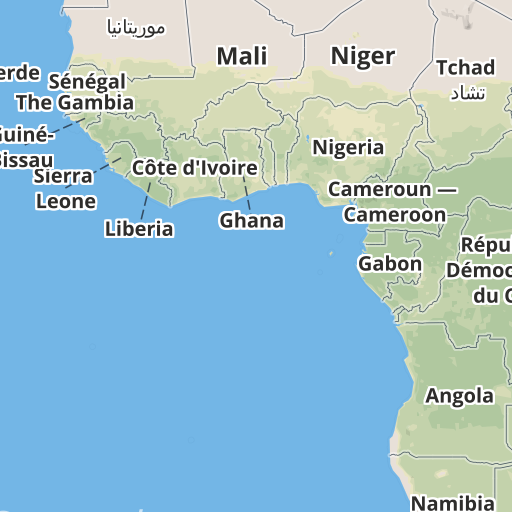 موريتانيا
Mali
Niger
Tchad
تشاد
erde
Sénégal
The Gambia
Guiné-
Bissau
Sierra
Leone
Côte d'Ivoire
Nigeria
Cameroun —
Cameroon
Liberia
Ghana
Gabon
Répu
Démoc
du C
Angola
Namibia